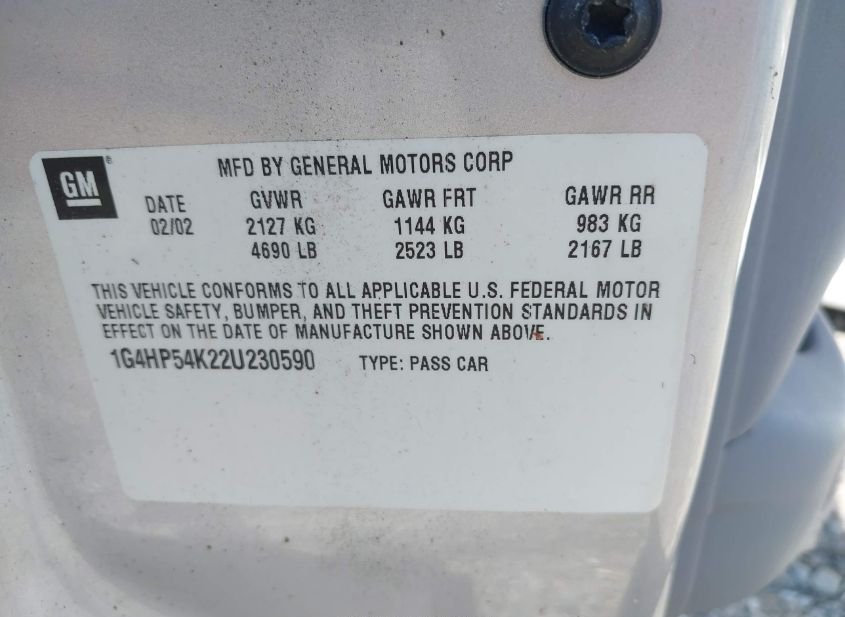 GM
MFD BY GENERAL MOTORS CORP
DATE GVWR GAWR FRT GAWR RR
02/02 2127 KG 1144 KG 983 KG
4690 LB 2523 LB 2167 LB
THIS VEHICLE CONFORMS TO ALL APPLICABLE U.S. FEDERAL MOTOR
VEHICLE SAFETY, BUMPER, AND THEFT PREVENTION STANDARDS IN
EFFECT ON THE DATE OF MANUFACTURE SHOWN ABOVE.
1G4HP54K22U230590 TYPE: PASS CAR